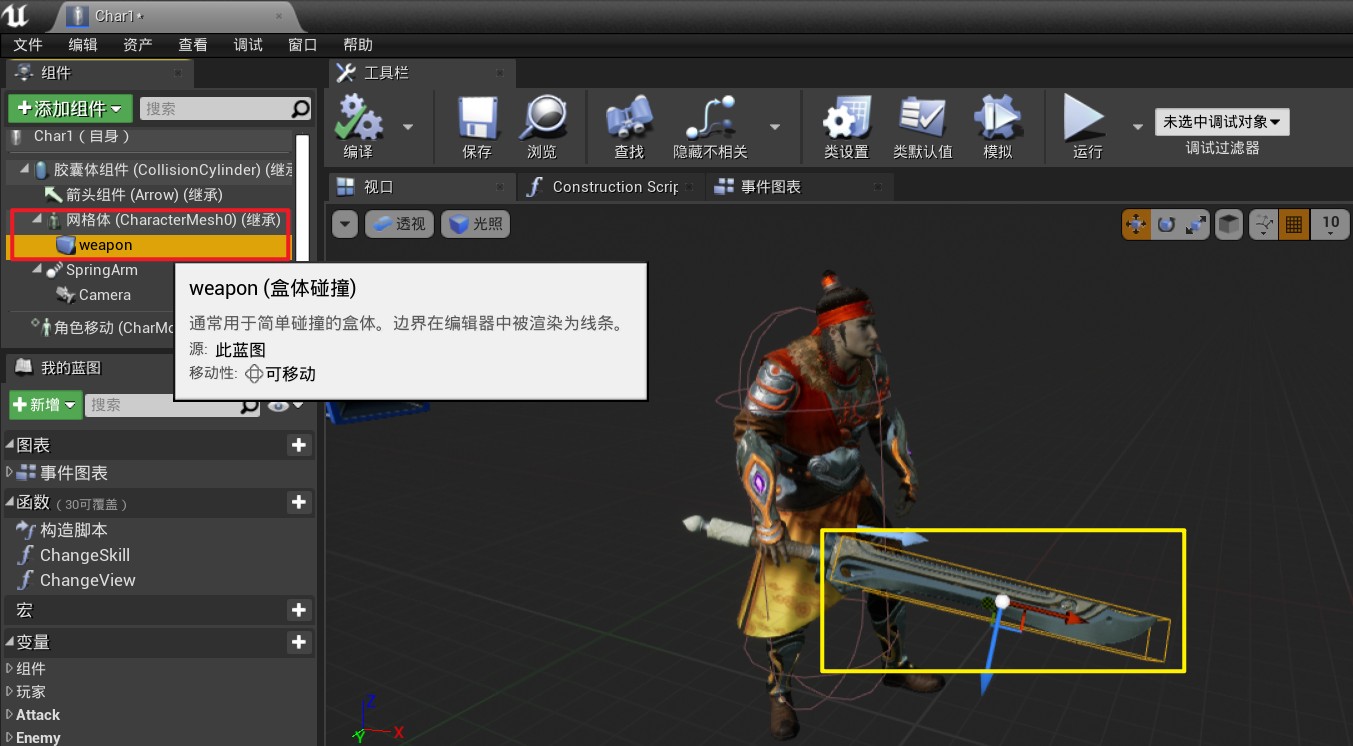 Char1*
文件 编辑 资产 查看 调试 窗口 帮助
组件
添加组件
搜索
Char1（自身）
胶囊体组件 (CollisionCylinder) (继
箭头组件 (Arrow) (继承)
网格体 (CharacterMesh0) (继承)
weapon
SpringArm
Camera
角色移动 (CharMo
weapon (盒体碰撞)
通常用于简单碰撞的盒体。边界在编辑器中被渲染为线条。
源: 此蓝图
移动性: 可移动
我的蓝图
新增
搜索
图表
事件图表
函数（30可覆盖）
构造脚本
ChangeSkill
ChangeView
宏
变量
组件
玩家
Attack
Enemy
工具栏
编译
保存
浏览
查找
隐藏不相关
类设置
类默认值
模拟
运行
未选中调试对象
调试过滤器
视口
Construction Scrip
事件图表
透视
光照
10
Z
X
Y